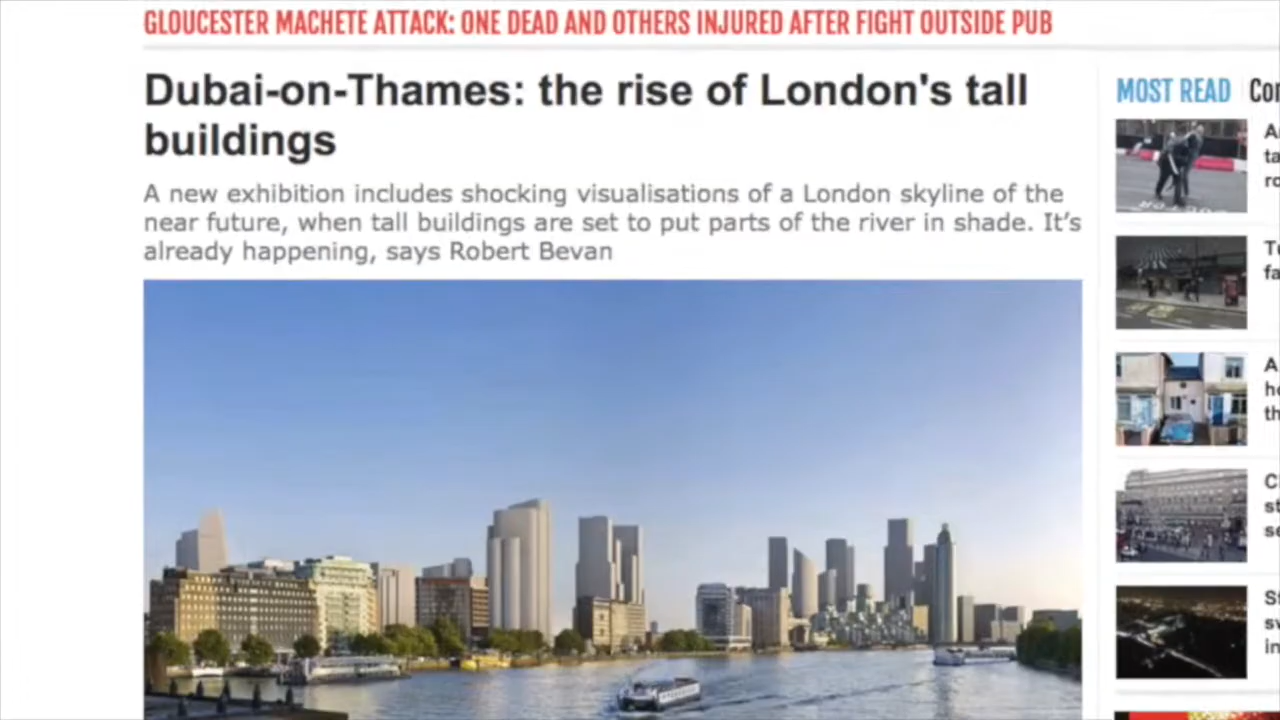 GLOUCESTER MACHETE ATTACK: ONE DEAD AND OTHERS INJURED AFTER FIGHT OUTSIDE PUB
Dubai-on-Thames: the rise of London's tall
buildings
A new exhibition includes shocking visualisations of a London skyline of the
near future, when tall buildings are set to put parts of the river in shade. It’s
already happening, says Robert Bevan
MOST READ